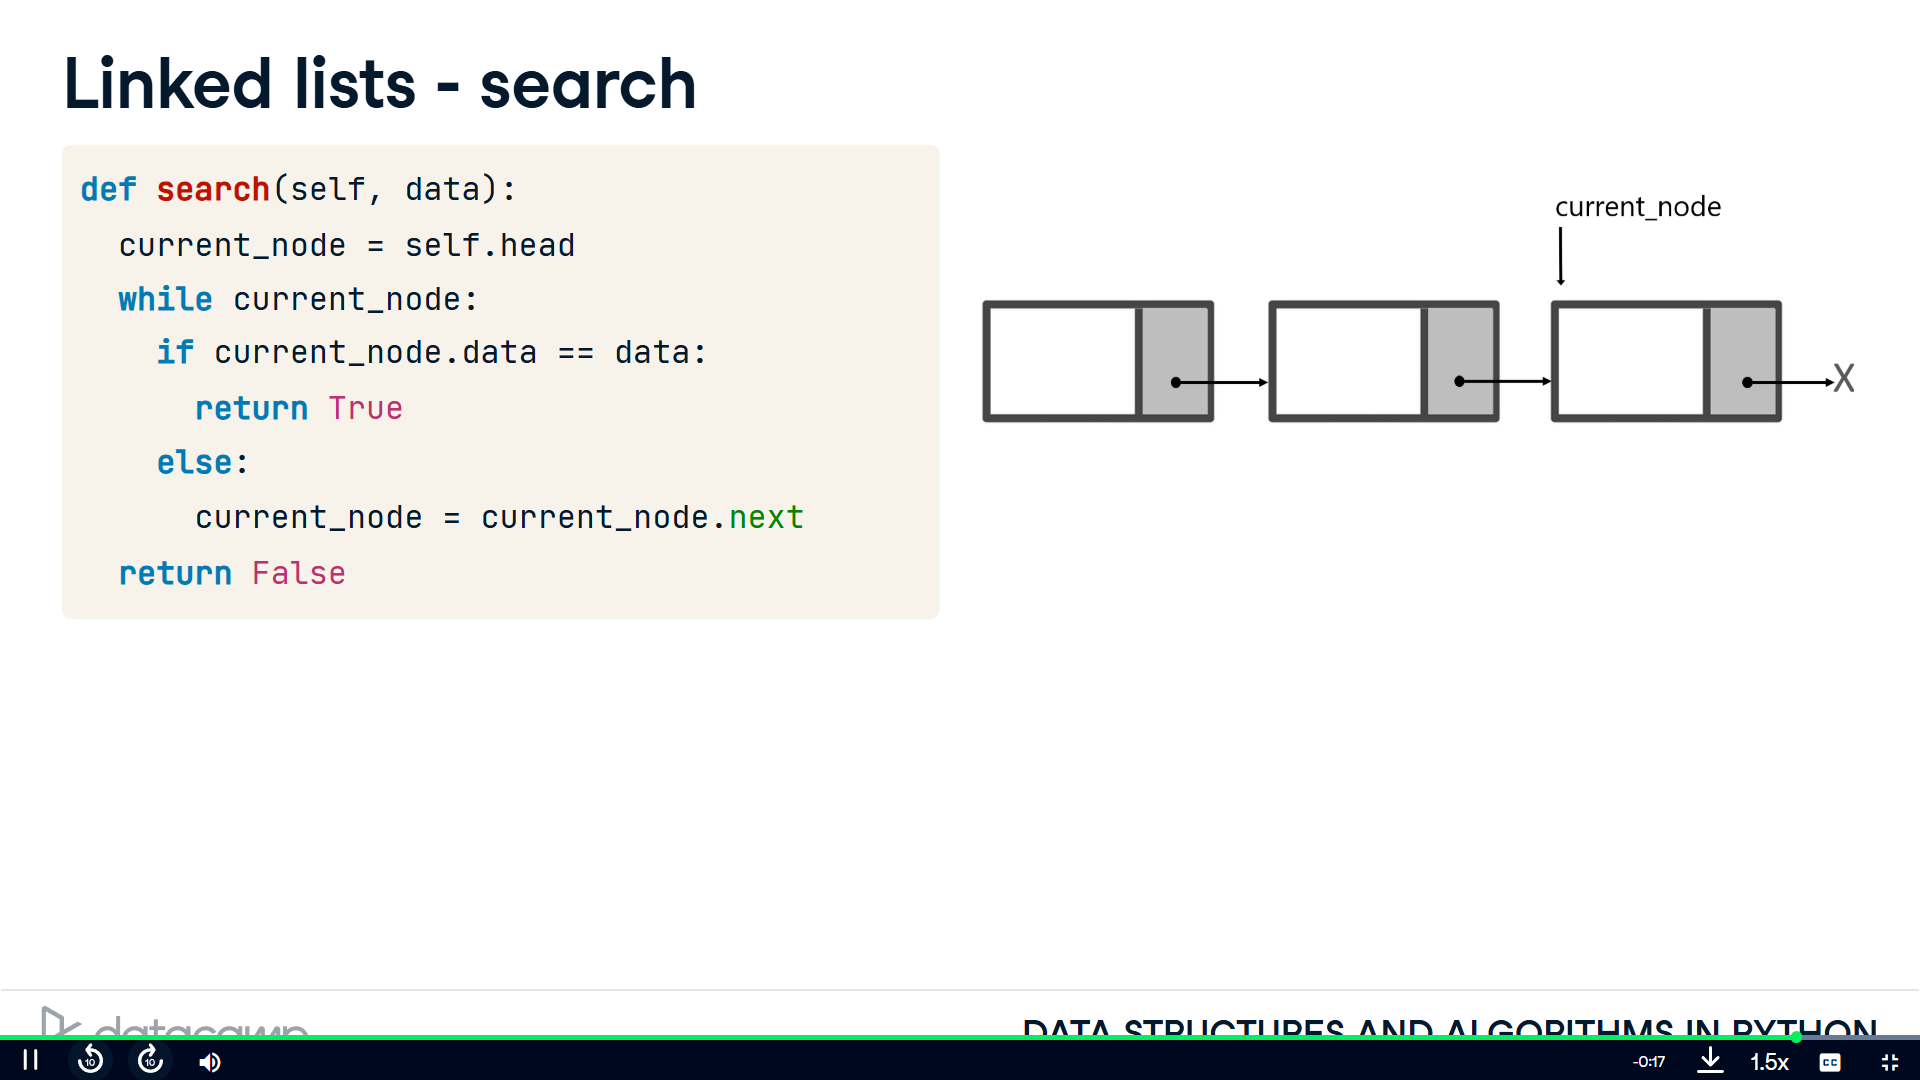 Linked lists - search
def search(self, data):
  current_node = self.head
  while current_node:
    if current_node.data == data:
      return True
    else:
      current_node = current_node.next
  return False
current_node
X
datacamp
DATA STRUCTURES AND ALGORITHMS IN PYTHON
10
10
-0:17
1.5x
CC